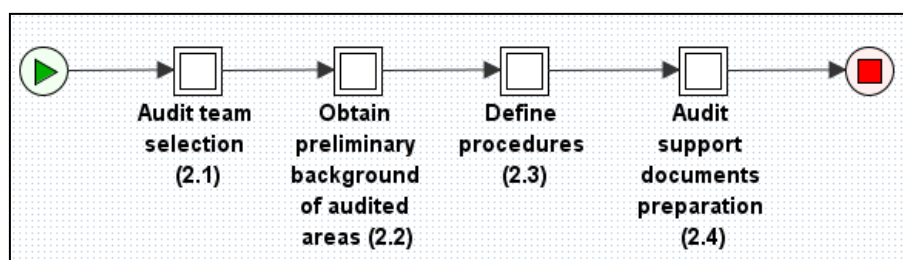 Audit team
selection
(2.1)
Obtain
preliminary
background
of audited
areas (2.2)
Define
procedures
(2.3)
Audit
support
documents
preparation
(2.4)